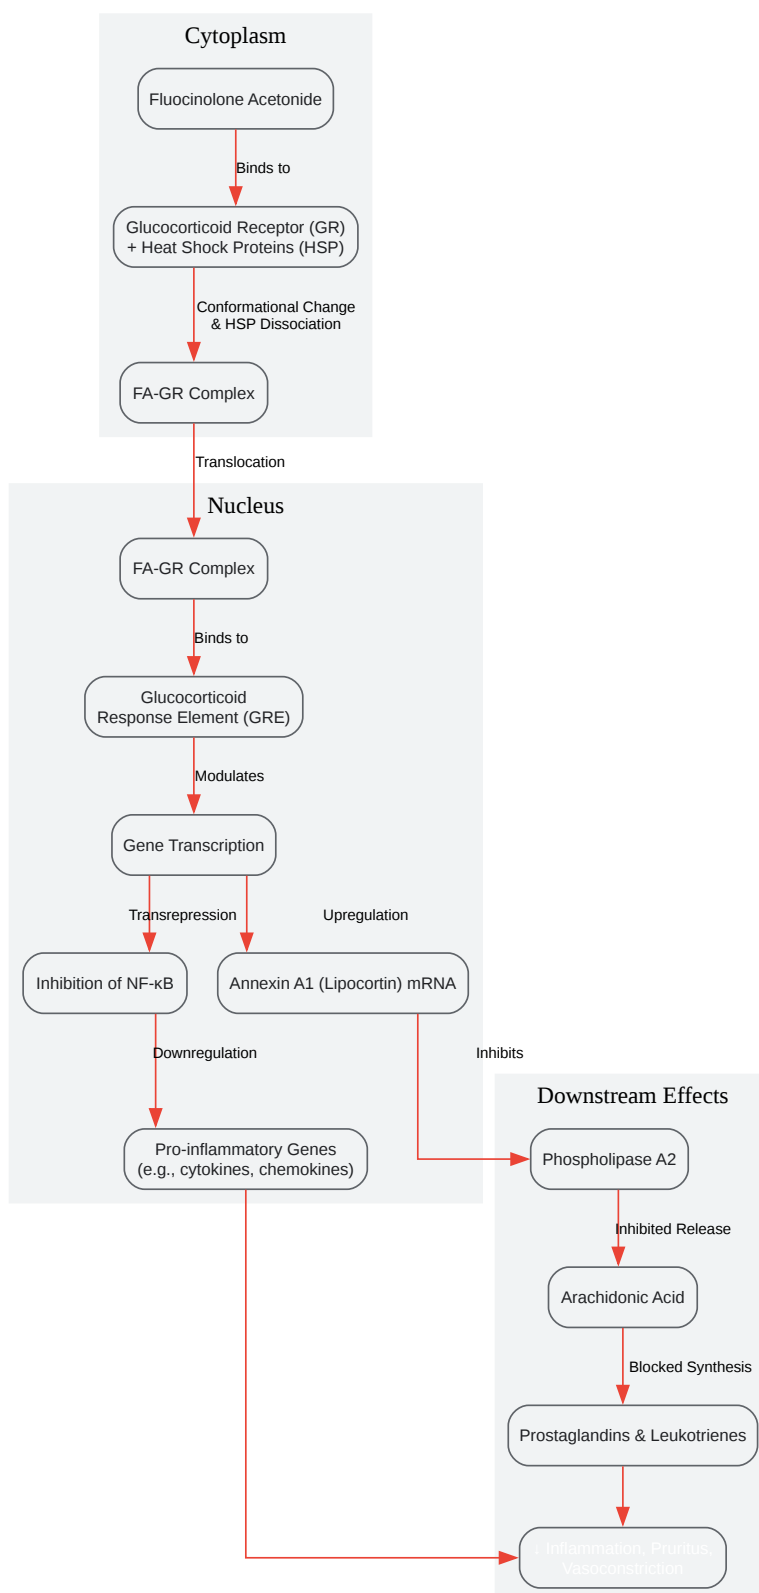 Cytoplasm
Fluocinolone Acetonide
Binds to
Glucocorticoid Receptor (GR)
+ Heat Shock Proteins (HSP)
Conformational Change
& HSP Dissociation
FA-GR Complex
Translocation
Nucleus
FA-GR Complex
Binds to
Glucocorticoid
Response Element (GRE)
Modulates
Gene Transcription
Transrepression
Upregulation
Inhibition of NF-κB
Annexin A1 (Lipocortin) mRNA
Downregulation
Inhibits
Downstream Effects
Pro-inflammatory Genes
(e.g., cytokines, chemokines)
Phospholipase A2
Inhibited Release
Arachidonic Acid
Blocked Synthesis
Prostaglandins & Leukotrienes
↓ Inflammation, Pruritus,
Vasoconstriction